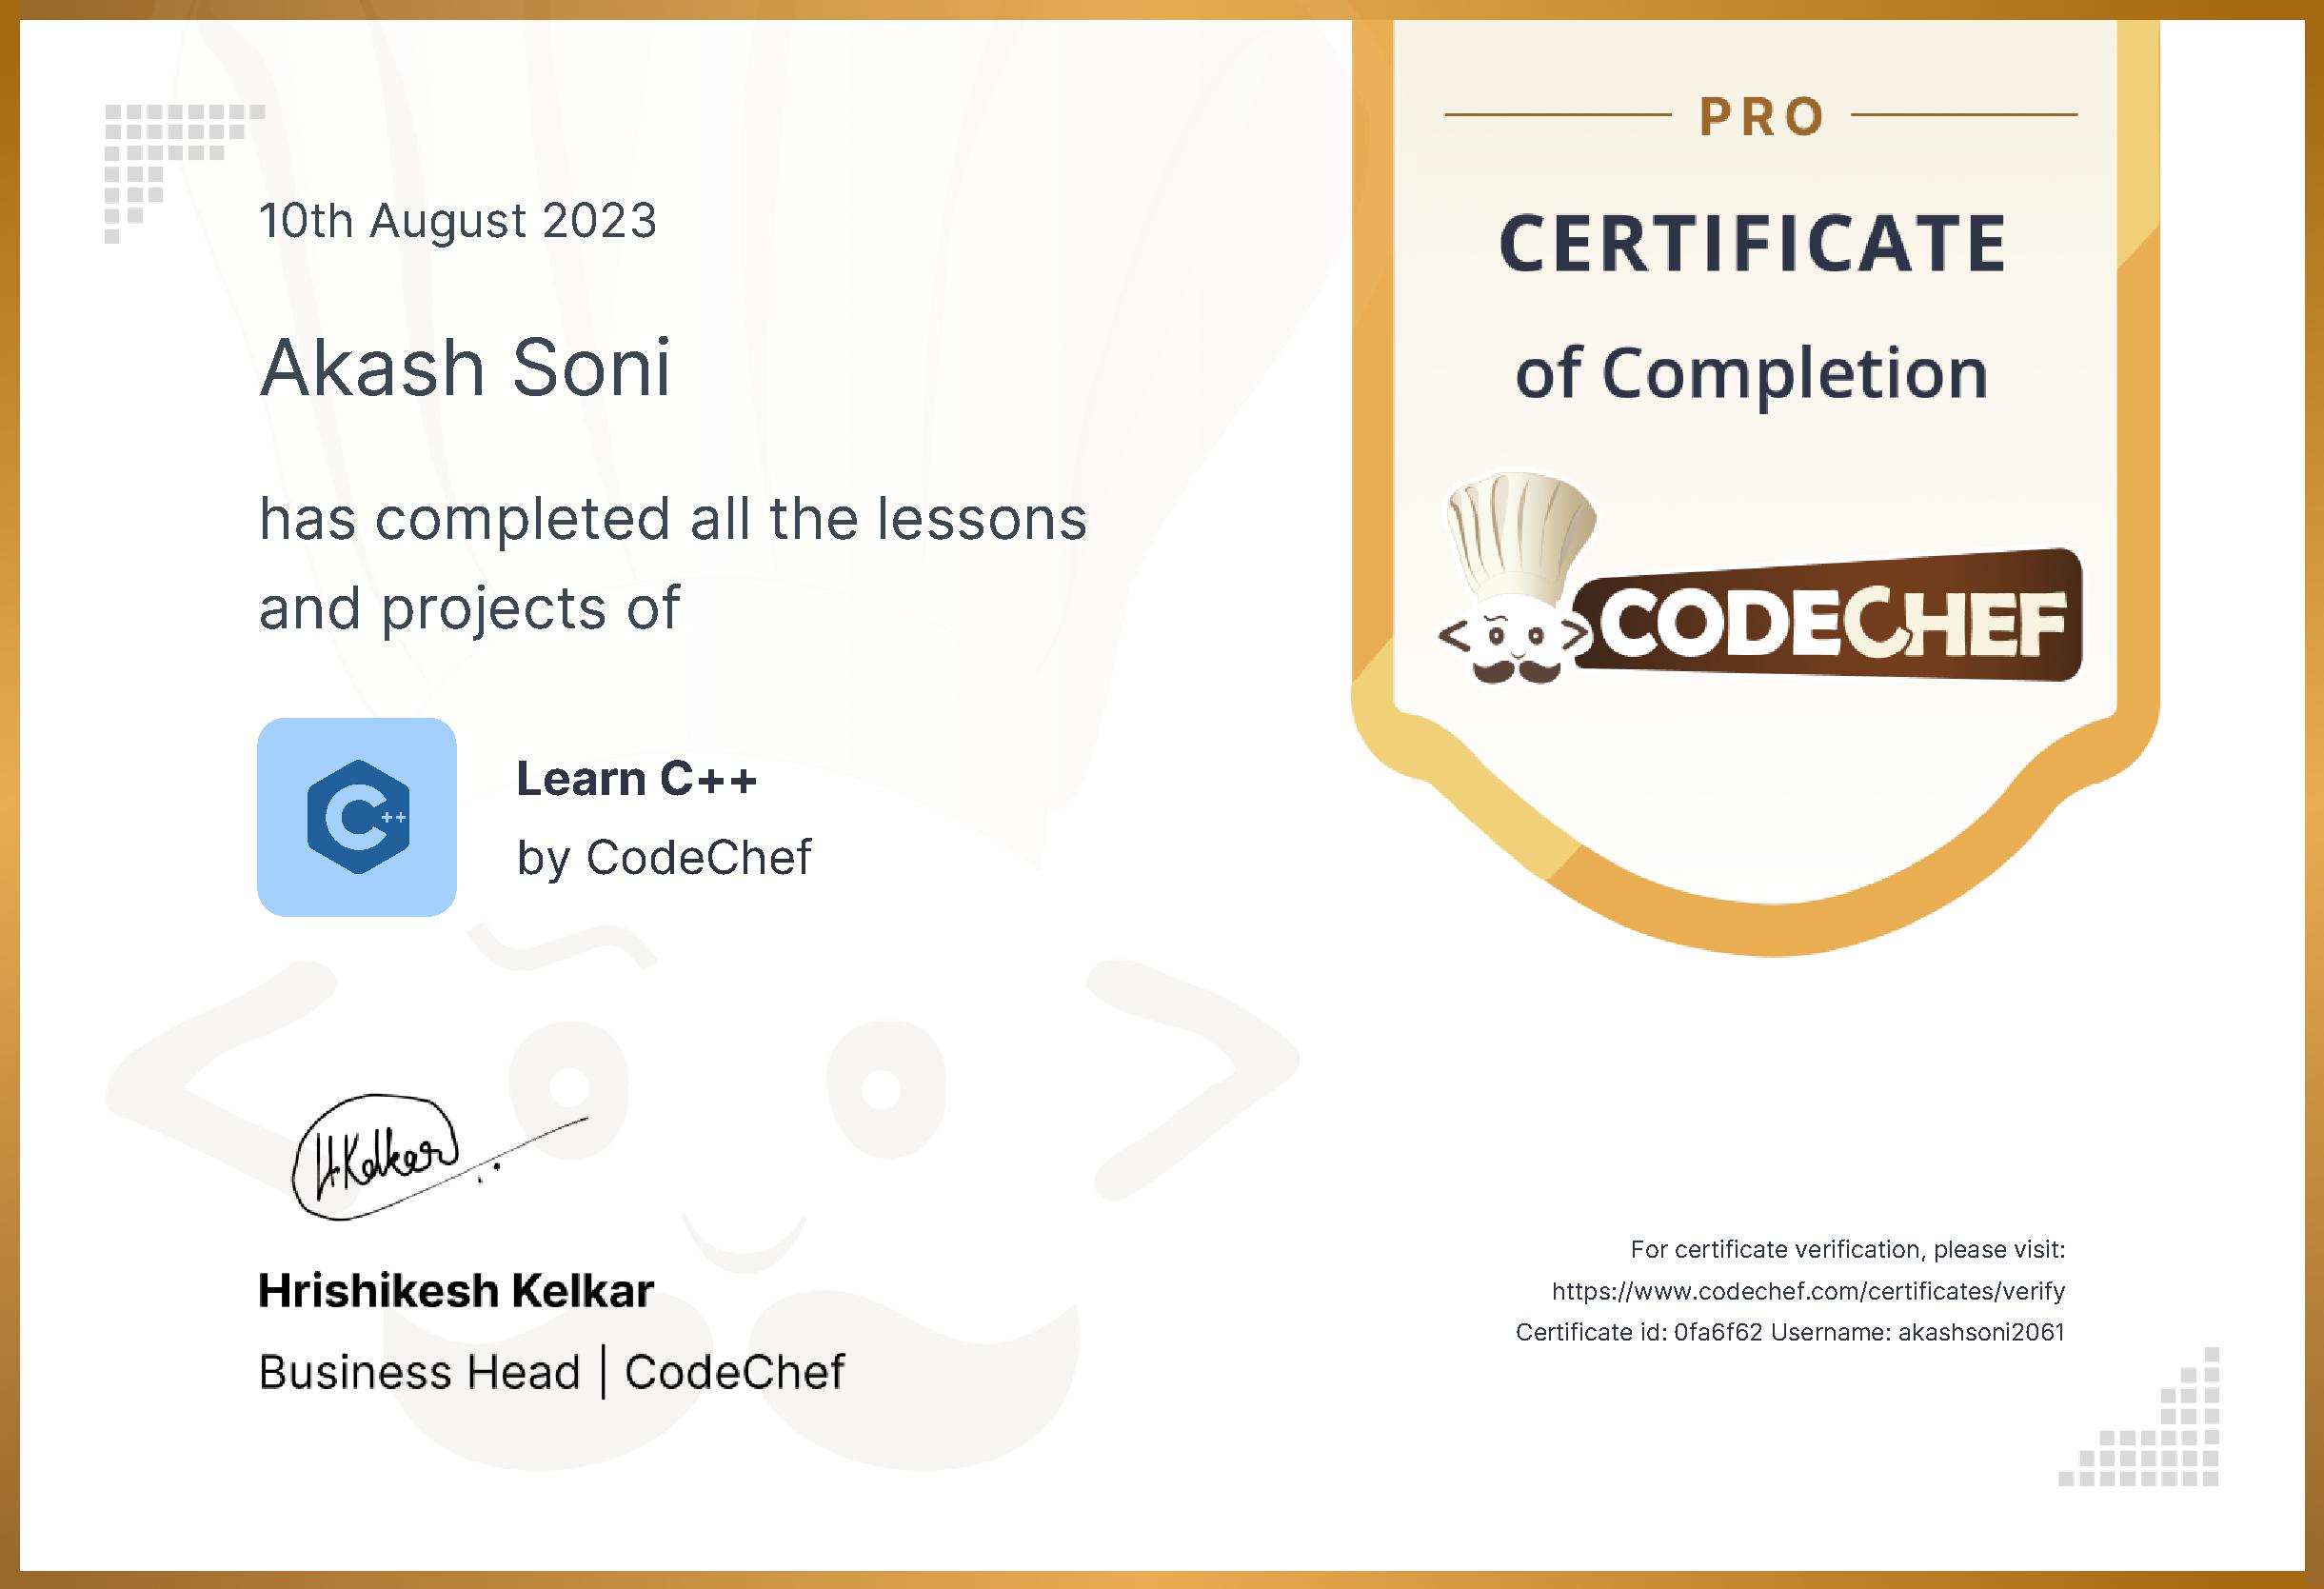 10th August 2023
Akash Soni
has completed all the lessons
and projects of
C++
Learn C++
by CodeChef
HKelkar
Hrishikesh Kelkar
Business Head | CodeChef
PRO
CERTIFICATE
of Completion
CODECHEF
For certificate verification, please visit:
https://www.codechef.com/certificates/verify
Certificate id: 0fa6f62 Username: akashsoni2061